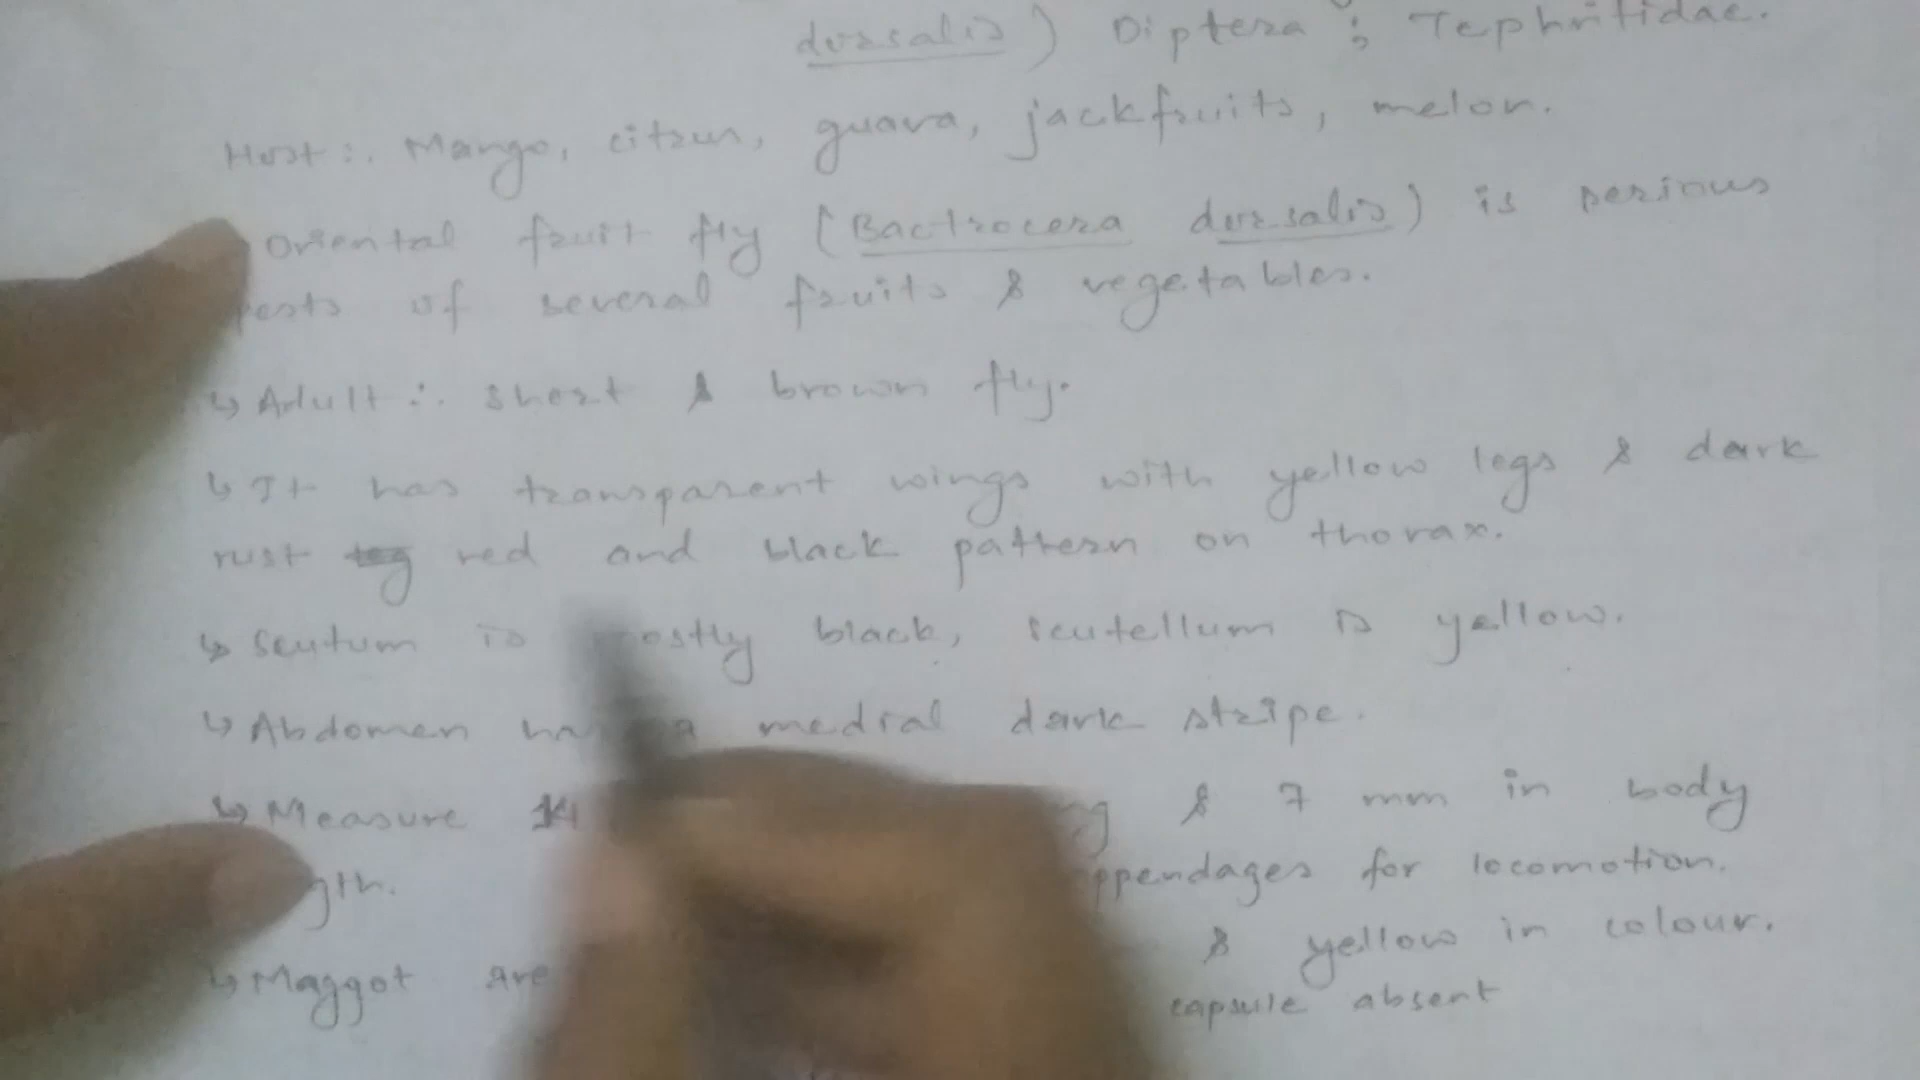 dorsalis) Diptera ; Tephritidae.
Host :. Mango, citrus, guava, jackfruits, melon.
Oriental fruit fly (Bactrocera dorsalis) is serious
pests of several fruits & vegetables.
↳ Adult :. short & brown fly.
↳ It has transparent wings with yellow legs & dark
rust red and black pattern on thorax.
↳ Scutum is mostly black, scutellum is yellow.
↳ Abdomen has a medial dark stripe.
↳ Measure 14 & 7 mm in body
appendages for locomotion.
& yellow in colour.
↳ Maggot are
capsule absent